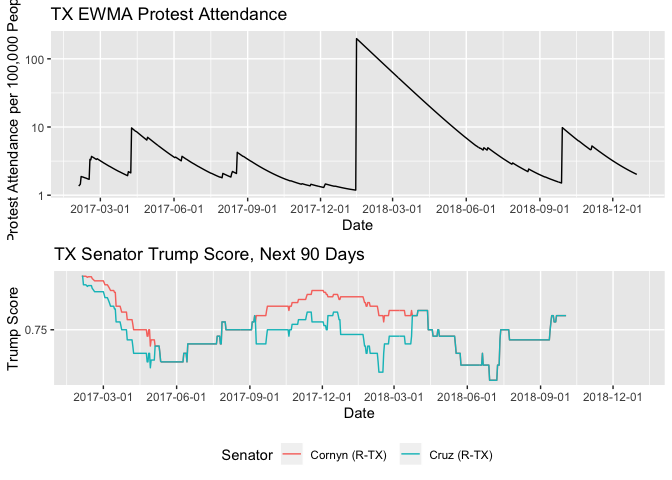 TX EWMA Protest Attendance
Protest Attendance per 100,000
100
10
1
2017-03-01 2017-06-01 2017-09-01 2017-12-01 2018-03-01 2018-06-01 2018-09-01 2018-12-01
Date
TX Senator Trump Score, Next 90 Days
Trump Score
0.75
2017-03-01 2017-06-01 2017-09-01 2017-12-01 2018-03-01 2018-06-01 2018-09-01 2018-12-01
Date
Senator Cornyn (R-TX) Cruz (R-TX)